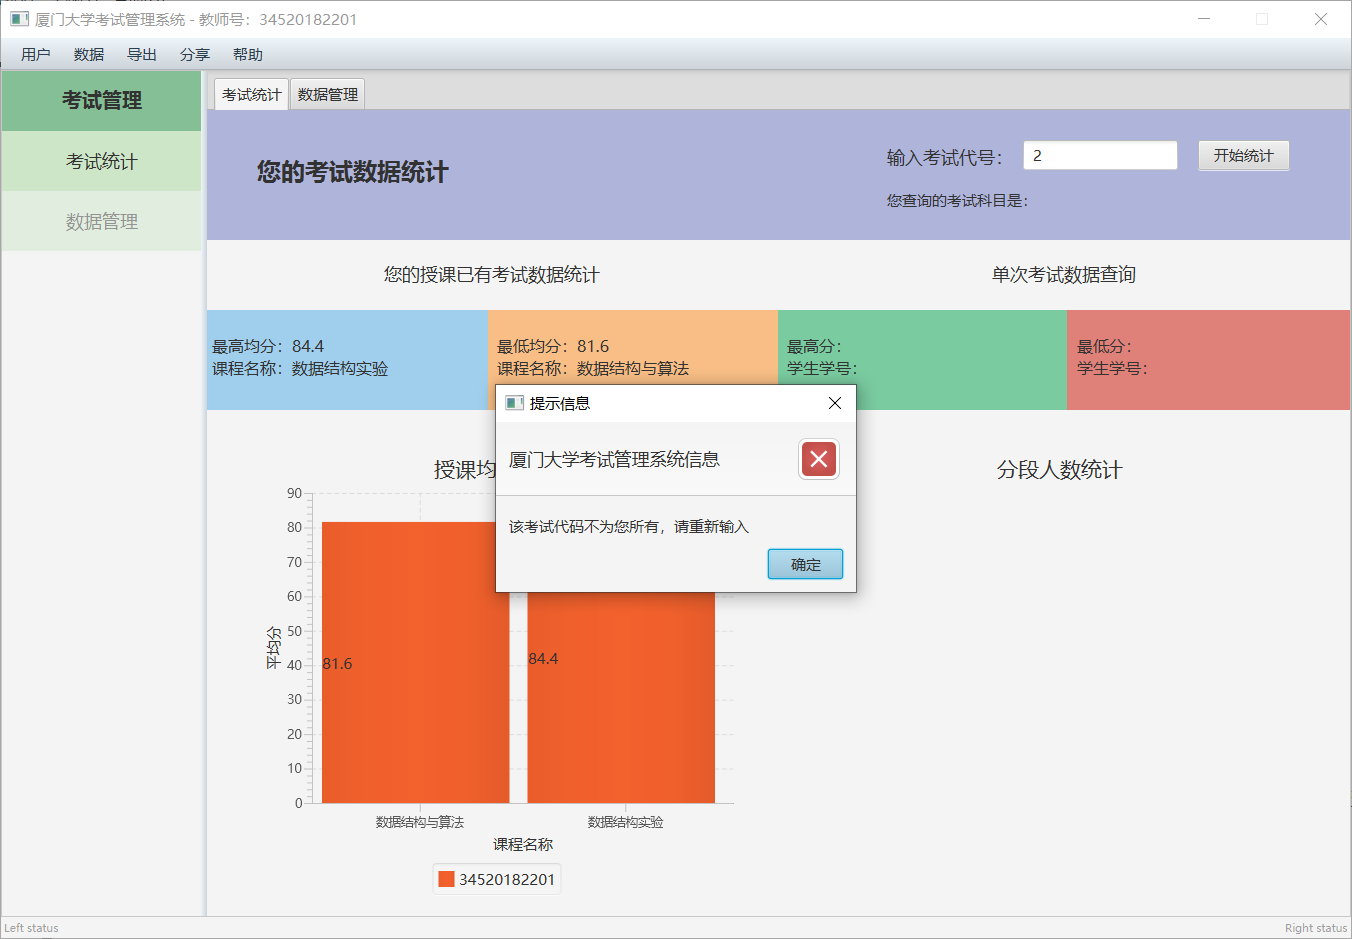 厦门大学考试管理系统 - 教师号：34520182201
用户 数据 导出 分享 帮助
考试管理
考试统计
数据管理
考试统计 数据管理
您的考试数据统计
输入考试代号： 2 开始统计
您查询的考试科目是：
您的授课已有考试数据统计
单次考试数据查询
最高均分：84.4
课程名称：数据结构实验
最低均分：81.6
课程名称：数据结构与算法
最高分：
学生学号：
最低分：
学生学号：
提示信息
厦门大学考试管理系统信息
该考试代码不为您所有，请重新输入
确定
授课均
分段人数统计
90
80
70
60
50
40
30
20
10
0
平均分
81.6
84.4
数据结构与算法
数据结构实验
课程名称
34520182201
Left status
Right status